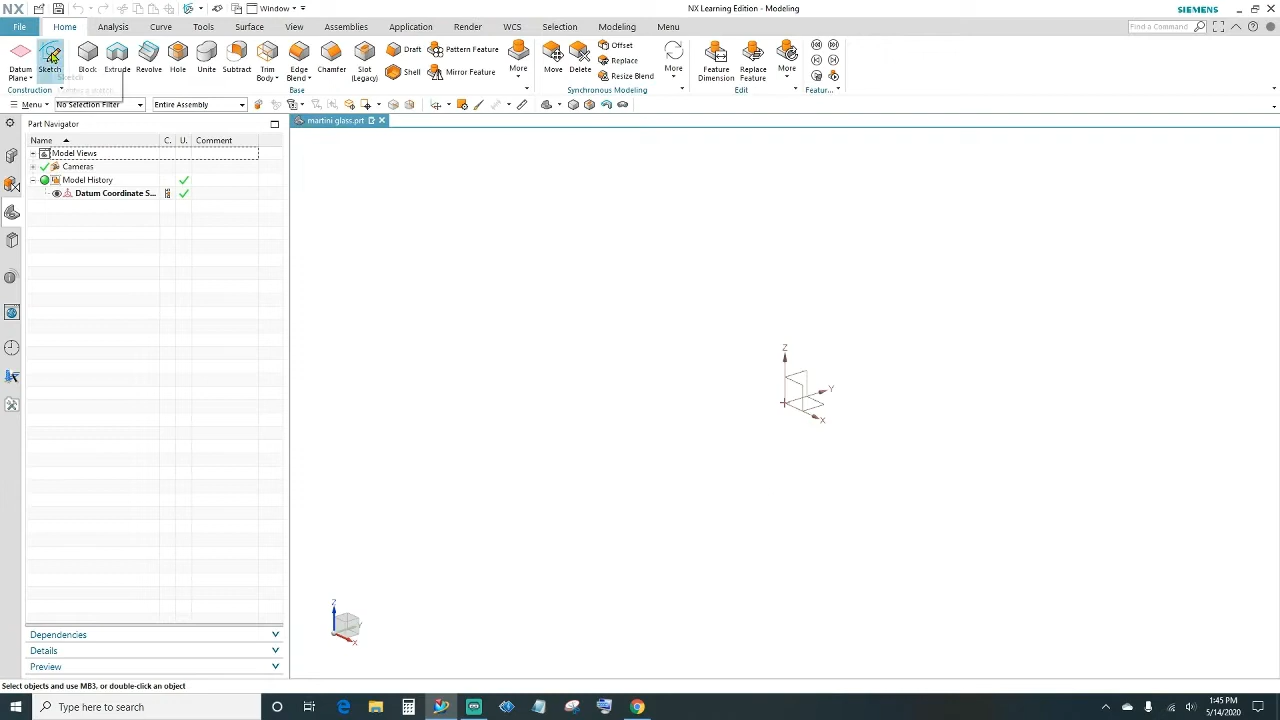 NX
Window
NX Learning Edition - Modeling
SIEMENS
File
Home
Analysis
Curve
Tools
Surface
View
Assemblies
Application
Render
WCS
Selection
Modeling
Menu
Find a Command
Datum Plane
Sketch
Block
Extrude
Revolve
Hole
Unite
Subtract
Trim Body
Edge Blend
Chamfer
Slot (Legacy)
Draft
Shell
Pattern Feature
Mirror Feature
More
Move
Delete
Offset
Replace
Resize Blend
More
Feature Dimension
Replace Feature
More
Construction
Base
Synchronous Modeling
Edit
Featur...
Sketch
Menu
No Selection Filter
Entire Assembly
Part Navigator
martini glass.prt
Name
C.
U.
Comment
Model Views
Cameras
Model History
Datum Coordinate S...
Z
Y
X
Z
Y
X
Dependencies
Details
Preview
Select objects and use MB3, or double-click an object
Type here to search
1:45 PM
5/14/2020